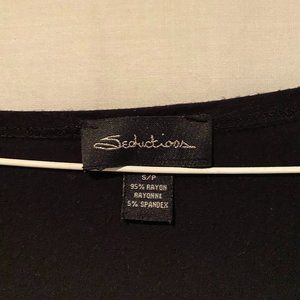 Seductions
S/P
95% RAYON
RAYONNE
5% SPANDEX